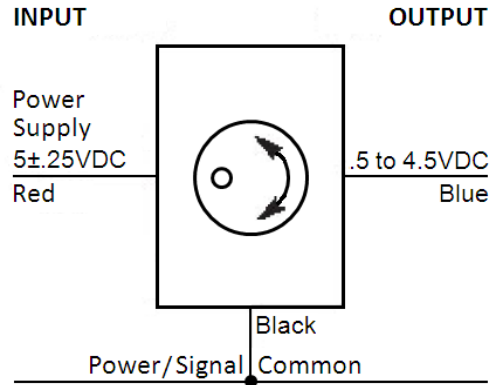 INPUT
OUTPUT
Power
Supply
5±.25VDC
Red
.5 to 4.5VDC
Blue
Black
Power/Signal Common